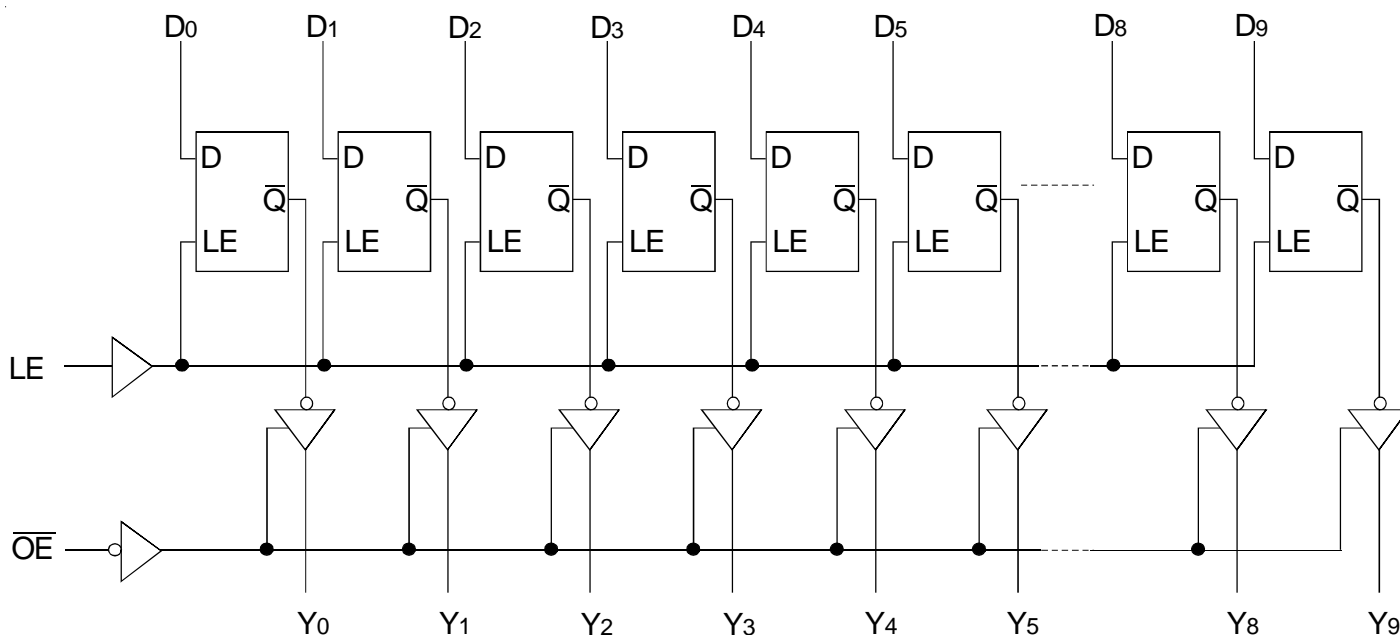 D0 D1 D2 D3 D4 D5 D8 D9
D D D D D D D D
Q̅ Q̅ Q̅ Q̅ Q̅ Q̅ Q̅ Q̅
LE LE LE LE LE LE LE LE
LE
O̅E̅
Y0 Y1 Y2 Y3 Y4 Y5 Y8 Y9